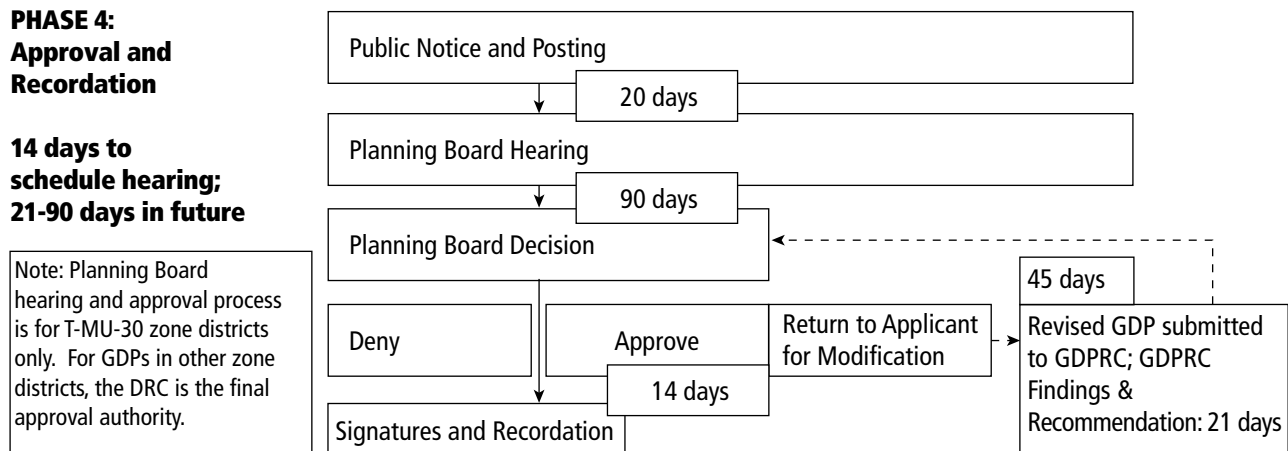 PHASE 4:
Approval and
Recordation
14 days to
schedule hearing;
21-90 days in future
Note: Planning Board
hearing and approval process
is for T-MU-30 zone districts
only.  For GDPs in other zone
districts, the DRC is the final
approval authority.
Public Notice and Posting
20 days
Planning Board Hearing
90 days
Planning Board Decision
Deny
Approve
Return to Applicant
for Modification
45 days
Revised GDP submitted
to GDPRC; GDPRC
Findings &
Recommendation: 21 days
14 days
Signatures and Recordation